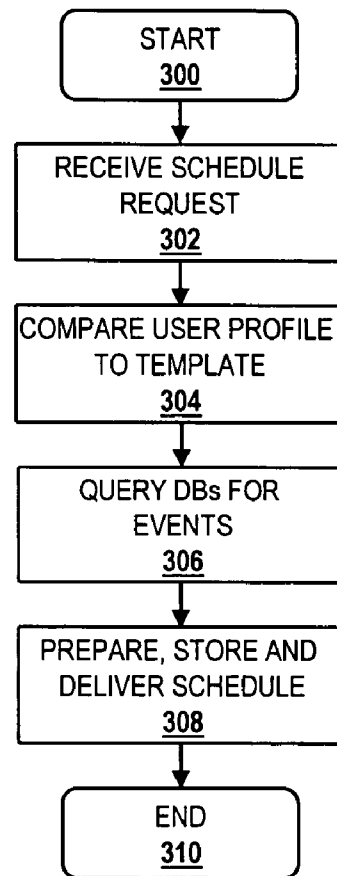 START
300
RECEIVE SCHEDULE
REQUEST
302
COMPARE USER PROFILE
TO TEMPLATE
304
QUERY DBs FOR
EVENTS
306
PREPARE, STORE AND
DELIVER SCHEDULE
308
END
310